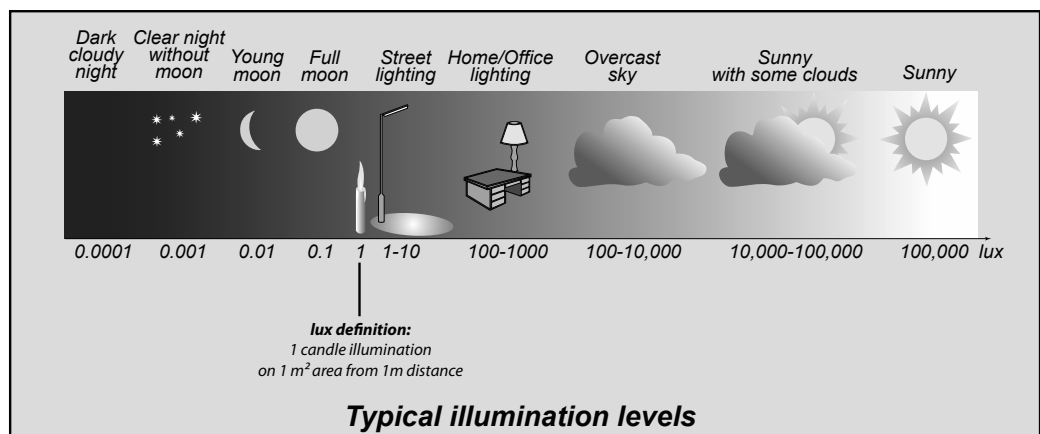 Dark
cloudy
night
Clear night
without
moon
Young
moon
Full
moon
Street
lighting
Home/Office
lighting
Overcast
sky
Sunny
with some clouds
Sunny
0.0001 0.001 0.01 0.1 1 1-10 100-1000 100-10,000 10,000-100,000 100,000 lux
lux definition:
1 candle illumination
on 1 m² area from 1m distance
Typical illumination levels